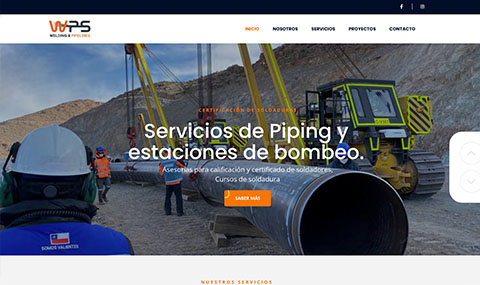 WPS
WELDING & PIPELINES
INICIO NOSOTROS SERVICIOS PROYECTOS CONTACTO
CERTIFICACIÓN DE SOLDADORES
Servicios de Piping y
estaciones de bombeo.
Asesorías para calificación y certificado de soldadores,
Cursos de soldadura
SABER MÁS
SOMOS VALIENTES
NUESTROS SERVICIOS